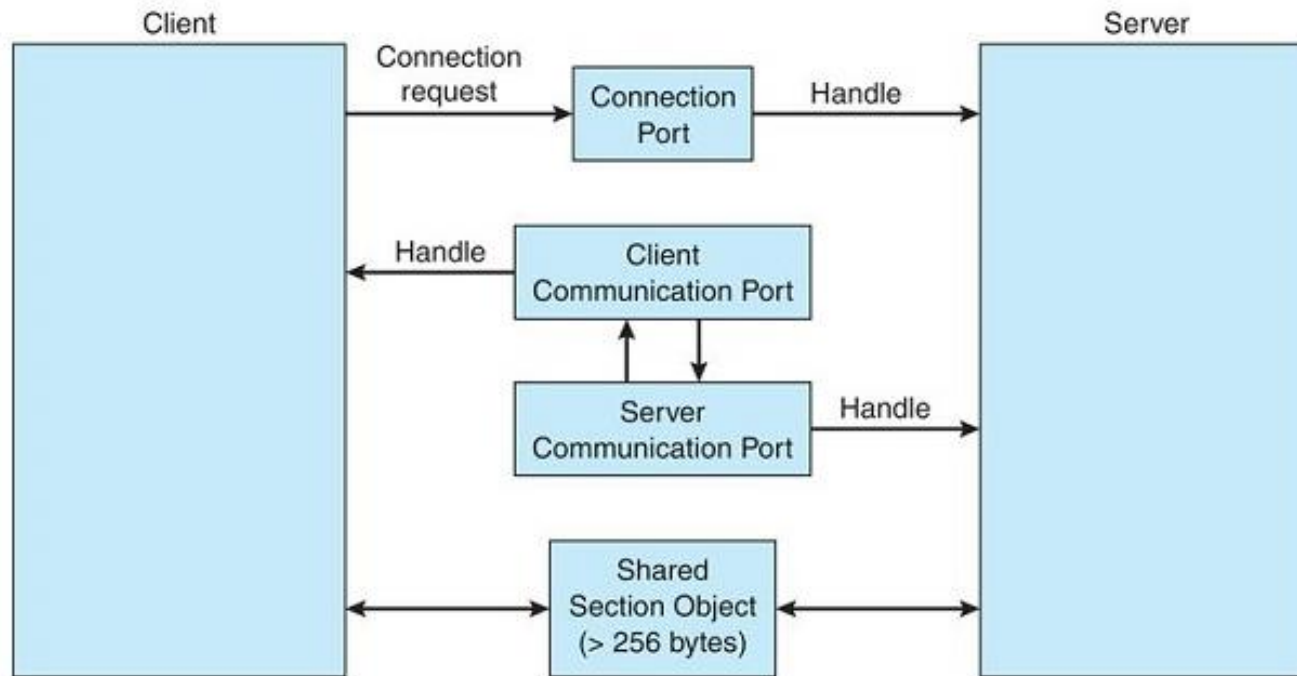 Client
Server
Connection
request
Connection
Port
Handle
Handle
Client
Communication Port
Server
Communication Port
Handle
Shared
Section Object
(> 256 bytes)